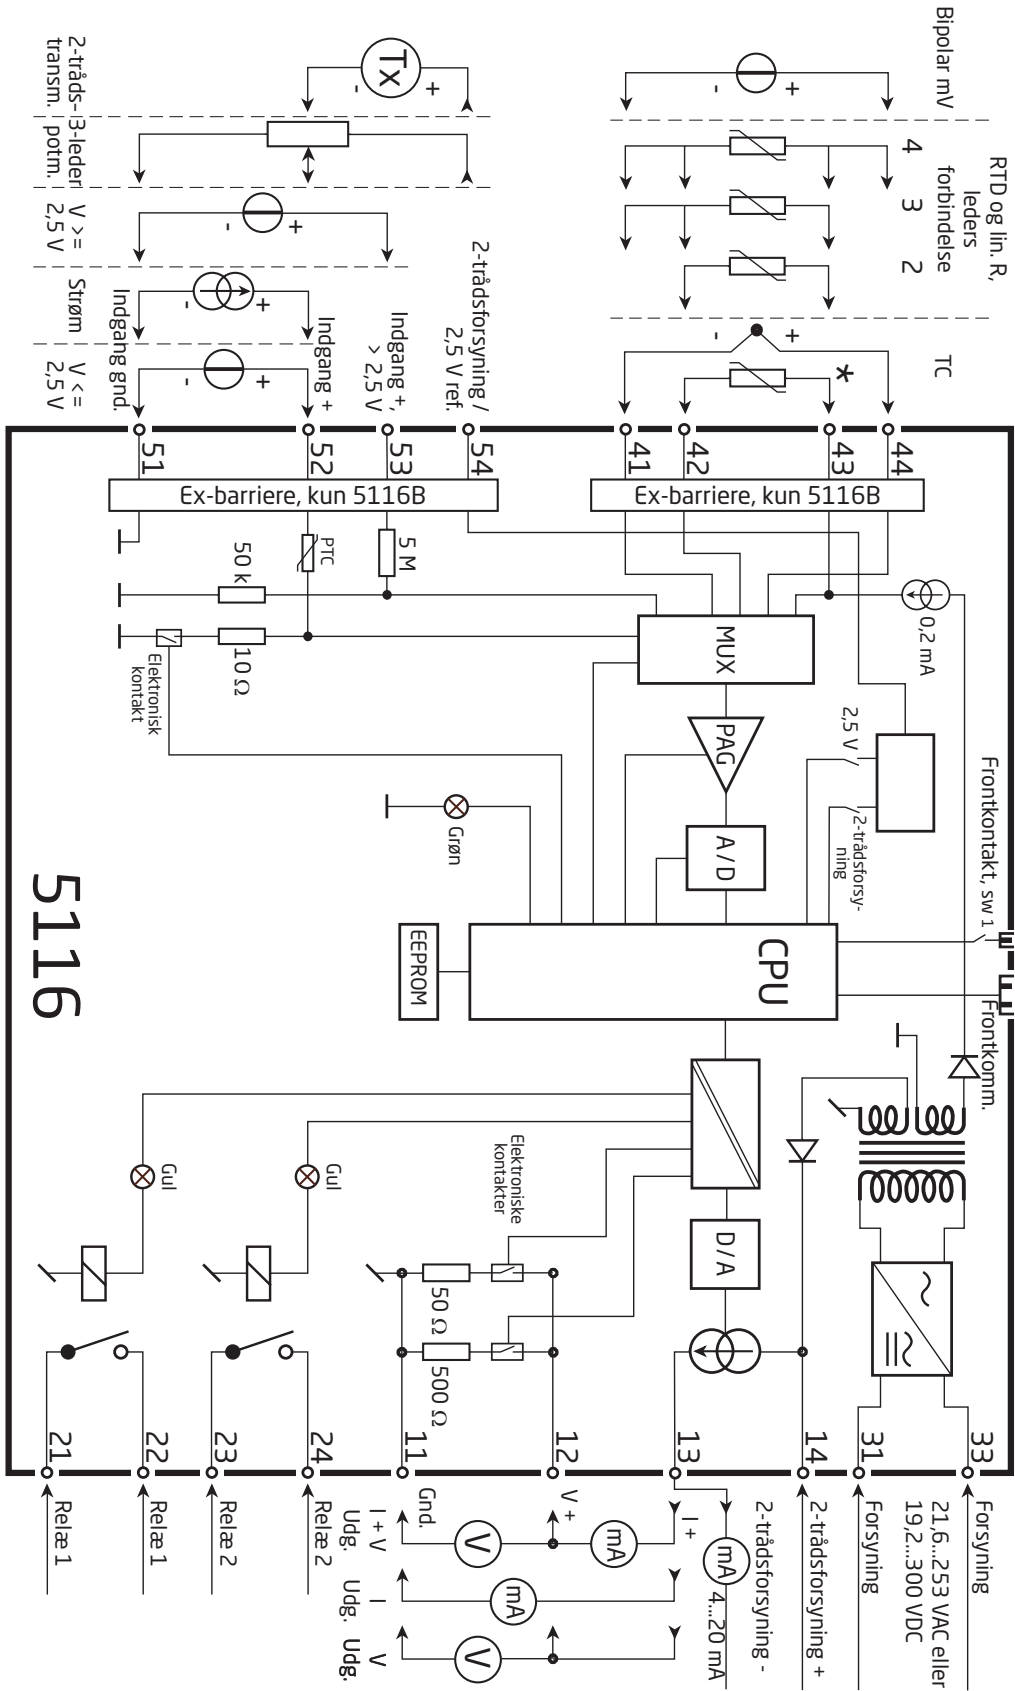 RTD og lin. R,
leders
forbindelse
Bipolar mV
4
3
2
TC
-
+
-
+
*
2-tråds-
transm.
3-leder
potm.
V >=
2,5 V
Strøm
V <=
2,5 V
Tx
-
+
-
+
-
+
-
+
Indgang gnd.
Indgang +
Indgang +,
> 2,5 V
2-trådsforsyning /
2,5 V ref.
44
43
42
41
54
53
52
51
Ex-barriere, kun 5116B
Ex-barriere, kun 5116B
0,2 mA
5 M
PTC
50 k
10 Ω
Elektronisk
kontakt
MUX
PAG
A/D
2,5 V
2-trådsforsy-
ning
Frontkontakt, sw 1
Frontkomm.
Grøn
CPU
EEPROM
5116
Gul
Gul
Elektroniske
kontakter
D/A
50 Ω
500 Ω
33
31
14
13
12
11
24
23
22
21
Forsyning
21,6...253 VAC eller
19,2...300 VDC
Forsyning
2-trådsforsyning +
2-trådsforsyning -
mA
4...20 mA
I +
V +
Gnd.
mA
V
I + V
Udg.
mA
I
Udg.
V
V
Udg.
Relæ 2
Relæ 2
Relæ 1
Relæ 1